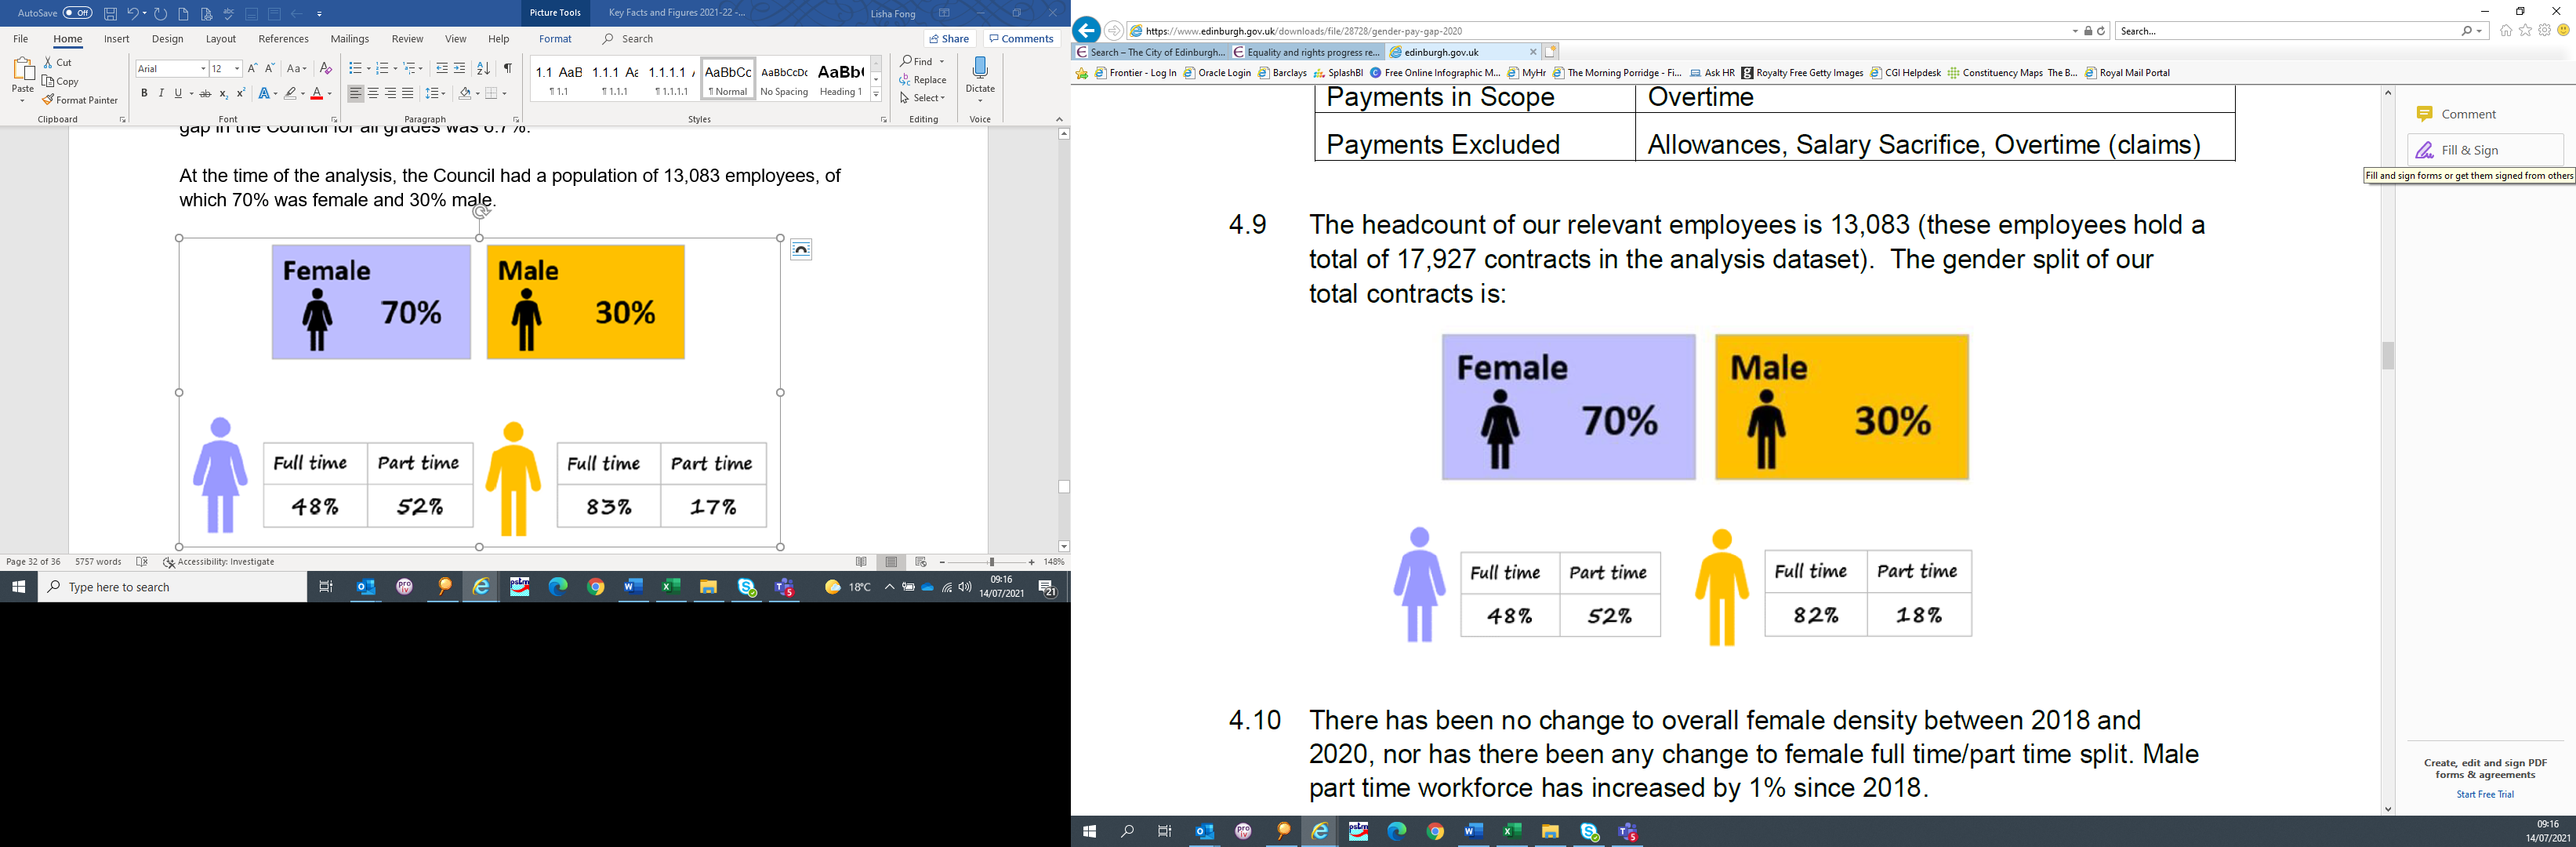 AutoSave Off
Picture Tools
Key Facts and Figures 2021-22 -...
Lisha Fong
File Home Insert Design Layout References Mailings Review View Help Format Search
Share Comments
Paste
Cut
Copy
Format Painter
Arial 12
1.1 AaB 1.1.1 Aa 1.1.1.1 AaBbCc AaBbCcDc AaBb(
¶ 1.1 ¶ 1.1.1 ¶ 1.1.1.1 ¶ Normal No Spacing Heading 1
Find
Replace
Select
Dictate
Clipboard Font Paragraph Styles Editing Voice
gap in the Council for all grades was 6.7%.
At the time of the analysis, the Council had a population of 13,083 employees, of
which 70% was female and 30% male.
Female
70%
Male
30%
Full time Part time
48% 52%
Full time Part time
83% 17%
Page 32 of 36 5757 words Accessibility: Investigate
148%
Type here to search
18°C
09:16
14/07/2021
21
https://www.edinburgh.gov.uk/downloads/file/28728/gender-pay-gap-2020
Search...
Search – The City of Edinburgh... Equality and rights progress re... edinburgh.gov.uk
Frontier - Log In Oracle Login Barclays SplashBI Free Online Infographic M... MyHr The Morning Porridge - Fi... Ask HR Royalty Free Getty Images CGI Helpdesk Constituency Maps The B... Royal Mail Portal
Payments in Scope Overtime
Payments Excluded Allowances, Salary Sacrifice, Overtime (claims)
Comment
Fill & Sign
Fill and sign forms or get them signed from others
4.9 The headcount of our relevant employees is 13,083 (these employees hold a
total of 17,927 contracts in the analysis dataset). The gender split of our
total contracts is:
Female
70%
Male
30%
Full time Part time
48% 52%
Full time Part time
82% 18%
4.10 There has been no change to overall female density between 2018 and
2020, nor has there been any change to female full time/part time split. Male
part time workforce has increased by 1% since 2018.
Create, edit and sign PDF
forms & agreements
Start Free Trial
09:16
14/07/2021